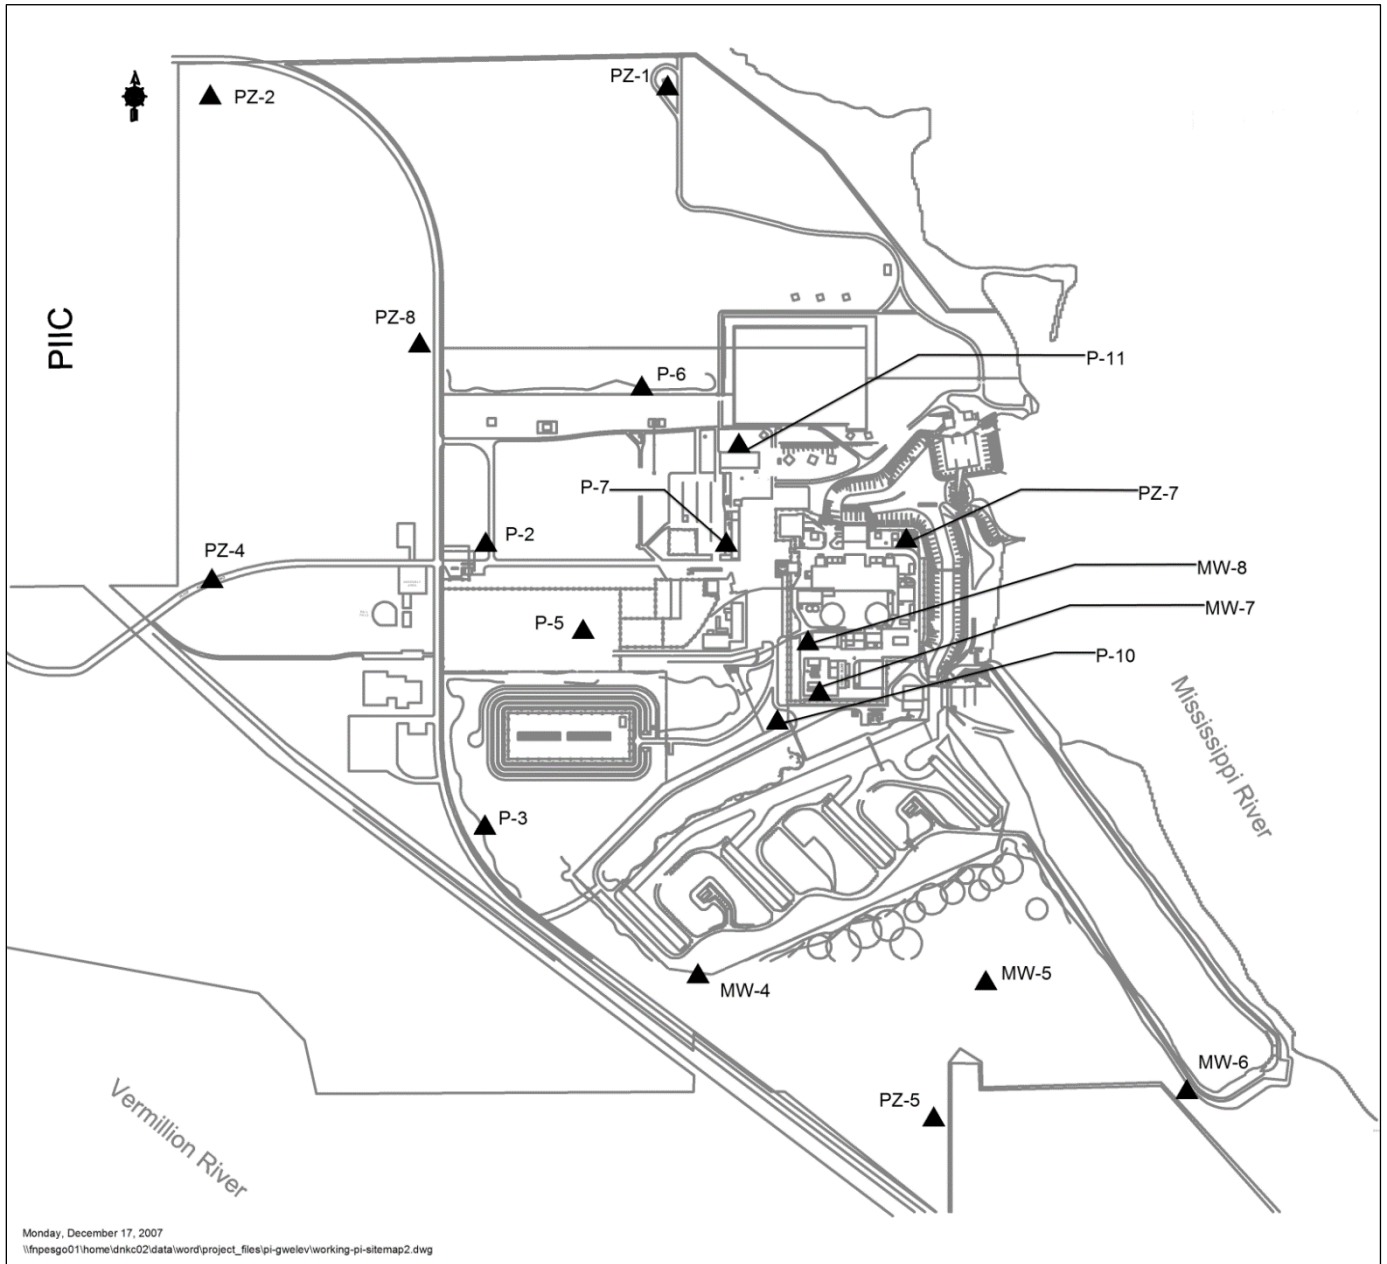 PZ-1
PZ-2
PIIC
PZ-8
P-11
P-6
P-7
PZ-7
P-2
PZ-4
MW-8
MW-7
P-5
P-10
Mississippi River
P-3
MW-4
MW-5
MW-6
PZ-5
Vermillion River
Monday, December 17, 2007
\\fnpesgo01\home\dnkc02\data\word\project_files\pi-gwelev\working-pi-sitemap2.dwg